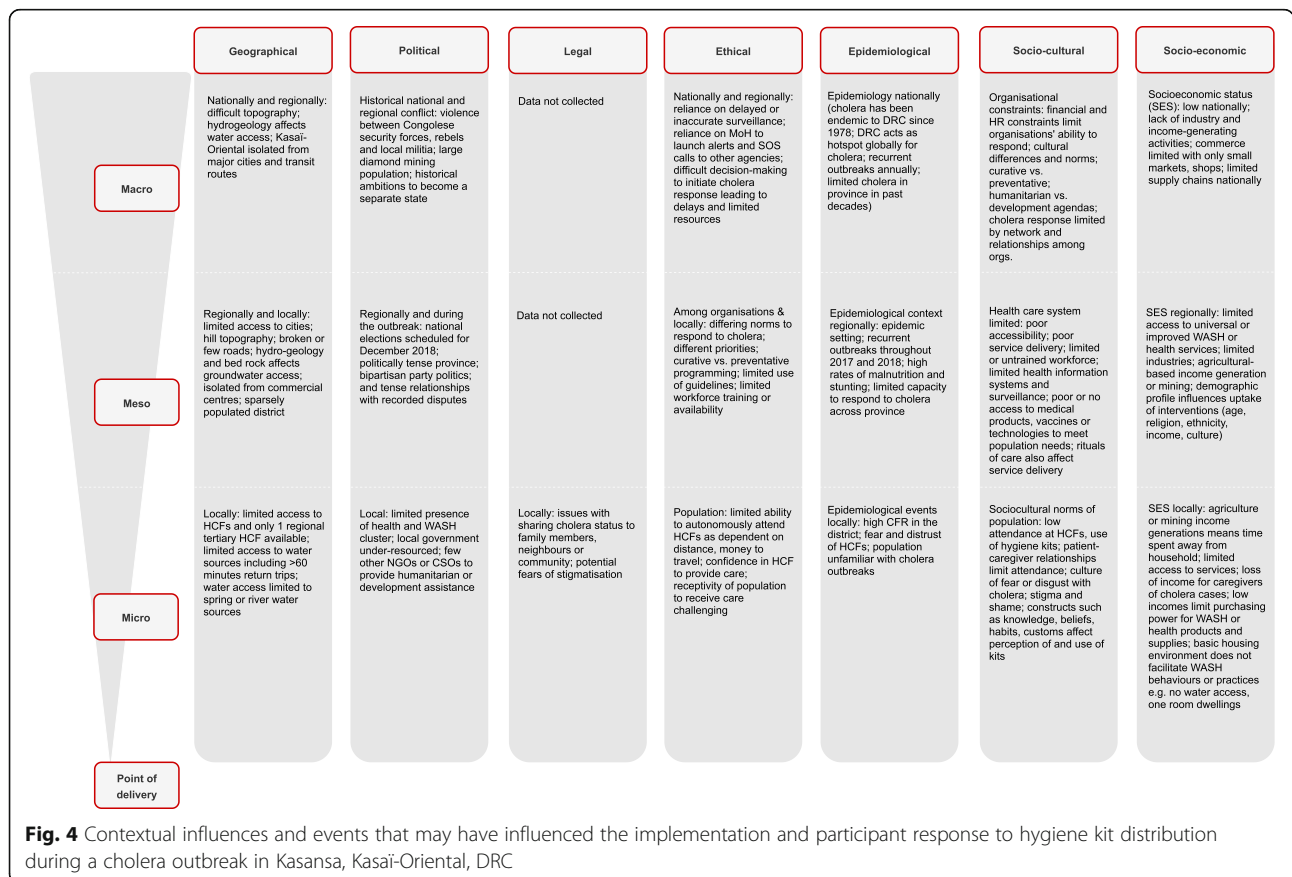 Geographical
Political
Legal
Ethical
Epidemiological
Socio-cultural
Socio-economic
Macro
Nationally and regionally:
difficult topography;
hydrogeology affects
water access; Kasaï-
Oriental isolated from
major cities and transit
routes
Historical national and
regional conflict: violence
between Congolese
security forces, rebels
and local militia; large
diamond mining
population; historical
ambitions to become a
separate state
Data not collected
Nationally and regionally:
reliance on delayed or
inaccurate surveillance;
reliance on MoH to
launch alerts and SOS
calls to other agencies;
difficult decision-making
to initiate cholera
response leading to
delays and limited
resources
Epidemiology nationally
(cholera has been
endemic to DRC since
1978; DRC acts as
hotspot globally for
cholera; recurrent
outbreaks annually;
limited cholera in
province in past
decades)
Organisational
constraints: financial and
HR constraints limit
organisations' ability to
respond; cultural
differences and norms;
curative vs.
preventative;
humanitarian vs.
development agendas;
cholera response limited
by network and
relationships among
orgs.
Socioeconomic status
(SES): low nationally;
lack of industry and
income-generating
activities; commerce
limited with only small
markets, shops; limited
supply chains nationally
Meso
Regionally and locally:
limited access to cities;
hill topography; broken or
few roads; hydro-geology
and bed rock affects
groundwater access;
isolated from commercial
centres; sparsely
populated district
Regionally and during
the outbreak: national
elections scheduled for
December 2018;
politically tense province;
bipartisan party politics;
and tense relationships
with recorded disputes
Data not collected
Among organisations &
locally: differing norms to
respond to cholera;
different priorities;
curative vs. preventative
programming; limited use
of guidelines; limited
workforce training or
availability
Epidemiological context
regionally: epidemic
setting; recurrent
outbreaks throughout
2017 and 2018; high
rates of malnutrition and
stunting; limited capacity
to respond to cholera
across province
Health care system
limited: poor
accessibility; poor
service delivery; limited
or untrained workforce;
limited health information
systems and
surveillance; poor or no
access to medical
products, vaccines or
technologies to meet
population needs; rituals
of care also affect
service delivery
SES regionally: limited
access to universal or
improved WASH or
health services; limited
industries; agricultural-
based income generation
or mining; demographic
profile influences uptake
of interventions (age,
religion, ethnicity,
income, culture)
Micro
Locally: limited access to
HCFs and only 1 regional
tertiary HCF available;
limited access to water
sources including >60
minutes return trips;
water access limited to
spring or river water
sources
Local: limited presence
of health and WASH
cluster; local government
under-resourced; few
other NGOs or CSOs to
provide humanitarian or
development assistance
Locally: issues with
sharing cholera status to
family members,
neighbours or
community; potential
fears of stigmatisation
Population: limited ability
to autonomously attend
HCFs as dependent on
distance, money to
travel; confidence in HCF
to provide care;
receptivity of population
to receive care
challenging
Epidemiological events
locally: high CFR in the
district; fear and distrust
of HCFs; population
unfamiliar with cholera
outbreaks
Sociocultural norms of
population: low
attendance at HCFs,
use of hygiene kits; patient-
caregiver relationships
limit attendance; culture
of fear or disgust with
cholera; stigma and
shame; constructs such
as knowledge, beliefs,
habits, customs affect
perception of and use of
kits
SES locally: agriculture
or mining income
generations means time
spent away from
household; limited
access to services; loss
of income for caregivers
of cholera cases; low
incomes limit purchasing
power for WASH or
health products and
supplies; basic housing
environment does not
facilitate WASH
behaviours or practices
e.g. no water access,
one room dwellings
Point of
delivery
Fig. 4 Contextual influences and events that may have influenced the implementation and participant response to hygiene kit distribution
during a cholera outbreak in Kasansa, Kasaï-Oriental, DRC